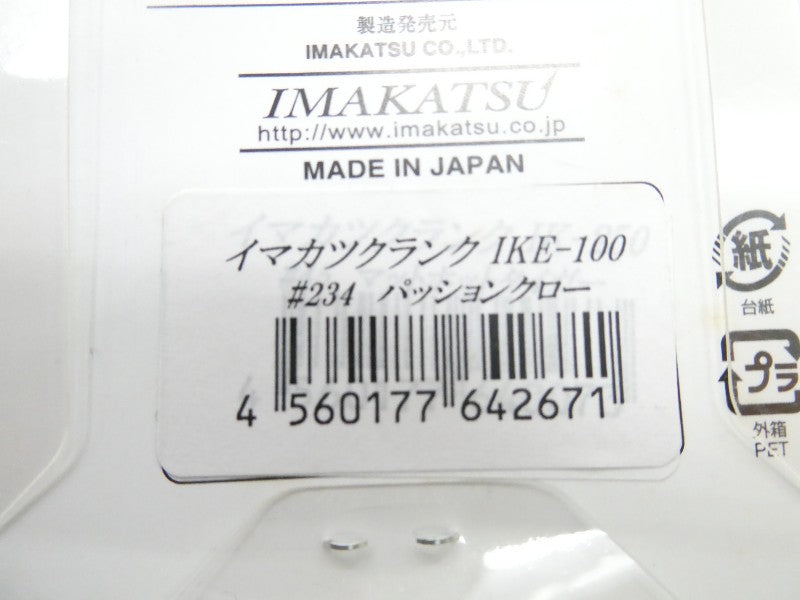 製造発売元
IMAKATSU CO.,LTD.
IMAKATSU
http://www.imakatsu.co.jp
MADE IN JAPAN
イマカツクランク IKE-100
#234 パッションクロー
4 560177 642671
紙
台紙
プラ
外箱
PET